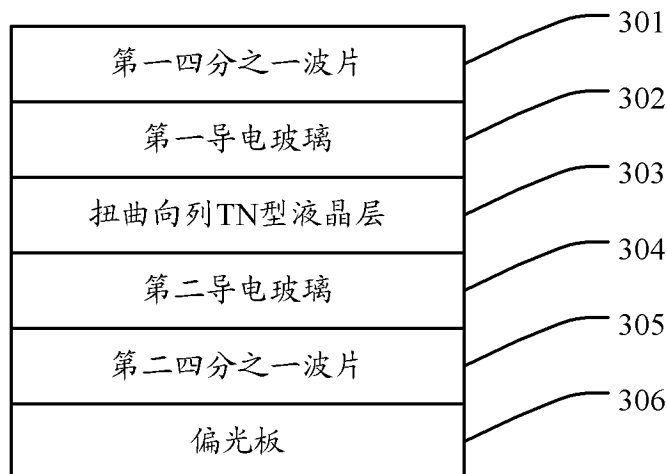 第一四分之一波片 301
第一导电玻璃 302
扭曲向列TN型液晶层 303
第二导电玻璃 304
第二四分之一波片 305
偏光板 306